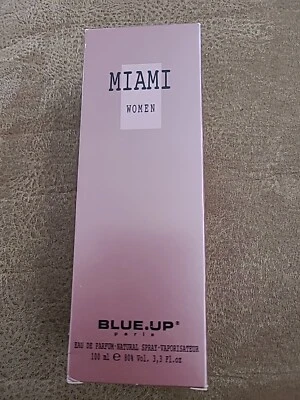 MIAMI
WOMEN
BLUE.UP®
paris
EAU DE PARFUM-NATURAL SPRAY-VAPORISATEUR
100 ml ℮ 80% Vol. 3,3 Fl.oz